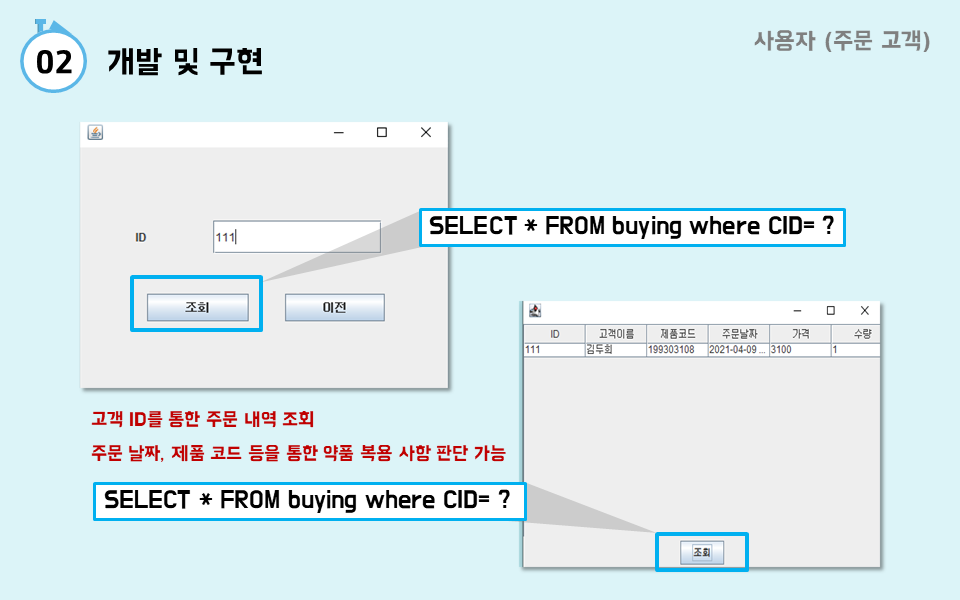 02 개발 및 구현
사용자 (주문 고객)
ID
111
조회
이전
SELECT * FROM buying where CID= ?
ID 고객이름 제품코드 주문날짜 가격 수량
111 김두희 199303108 2021-04-09 ... 3100 1
고객 ID를 통한 주문 내역 조회
주문 날짜, 제품 코드 등을 통한 약품 복용 사항 판단 가능
SELECT * FROM buying where CID= ?
조회